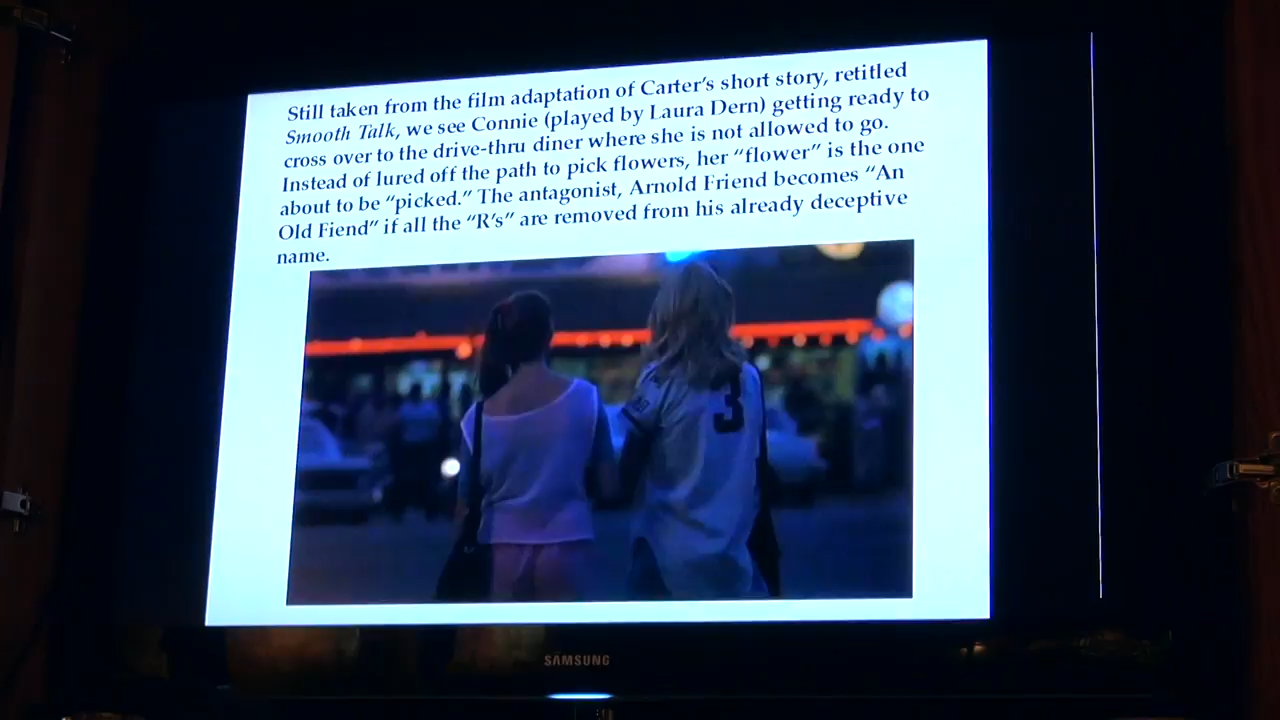 Still taken from the film adaptation of Carter's short story, retitled
Smooth Talk, we see Connie (played by Laura Dern) getting ready to
cross over to the drive-thru diner where she is not allowed to go.
Instead of lured off the path to pick flowers, her "flower" is the one
about to be "picked." The antagonist, Arnold Friend becomes "An
Old Fiend" if all the "R's" are removed from his already deceptive
name.
3
SAMSUNG